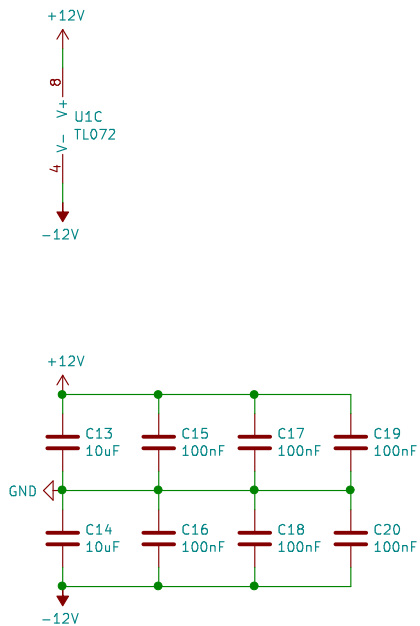 +12V
8
V+
U1C
TL072
V-
4
-12V
+12V
C13
10uF
C15
100nF
C17
100nF
C19
100nF
GND
C14
10uF
C16
100nF
C18
100nF
C20
100nF
-12V